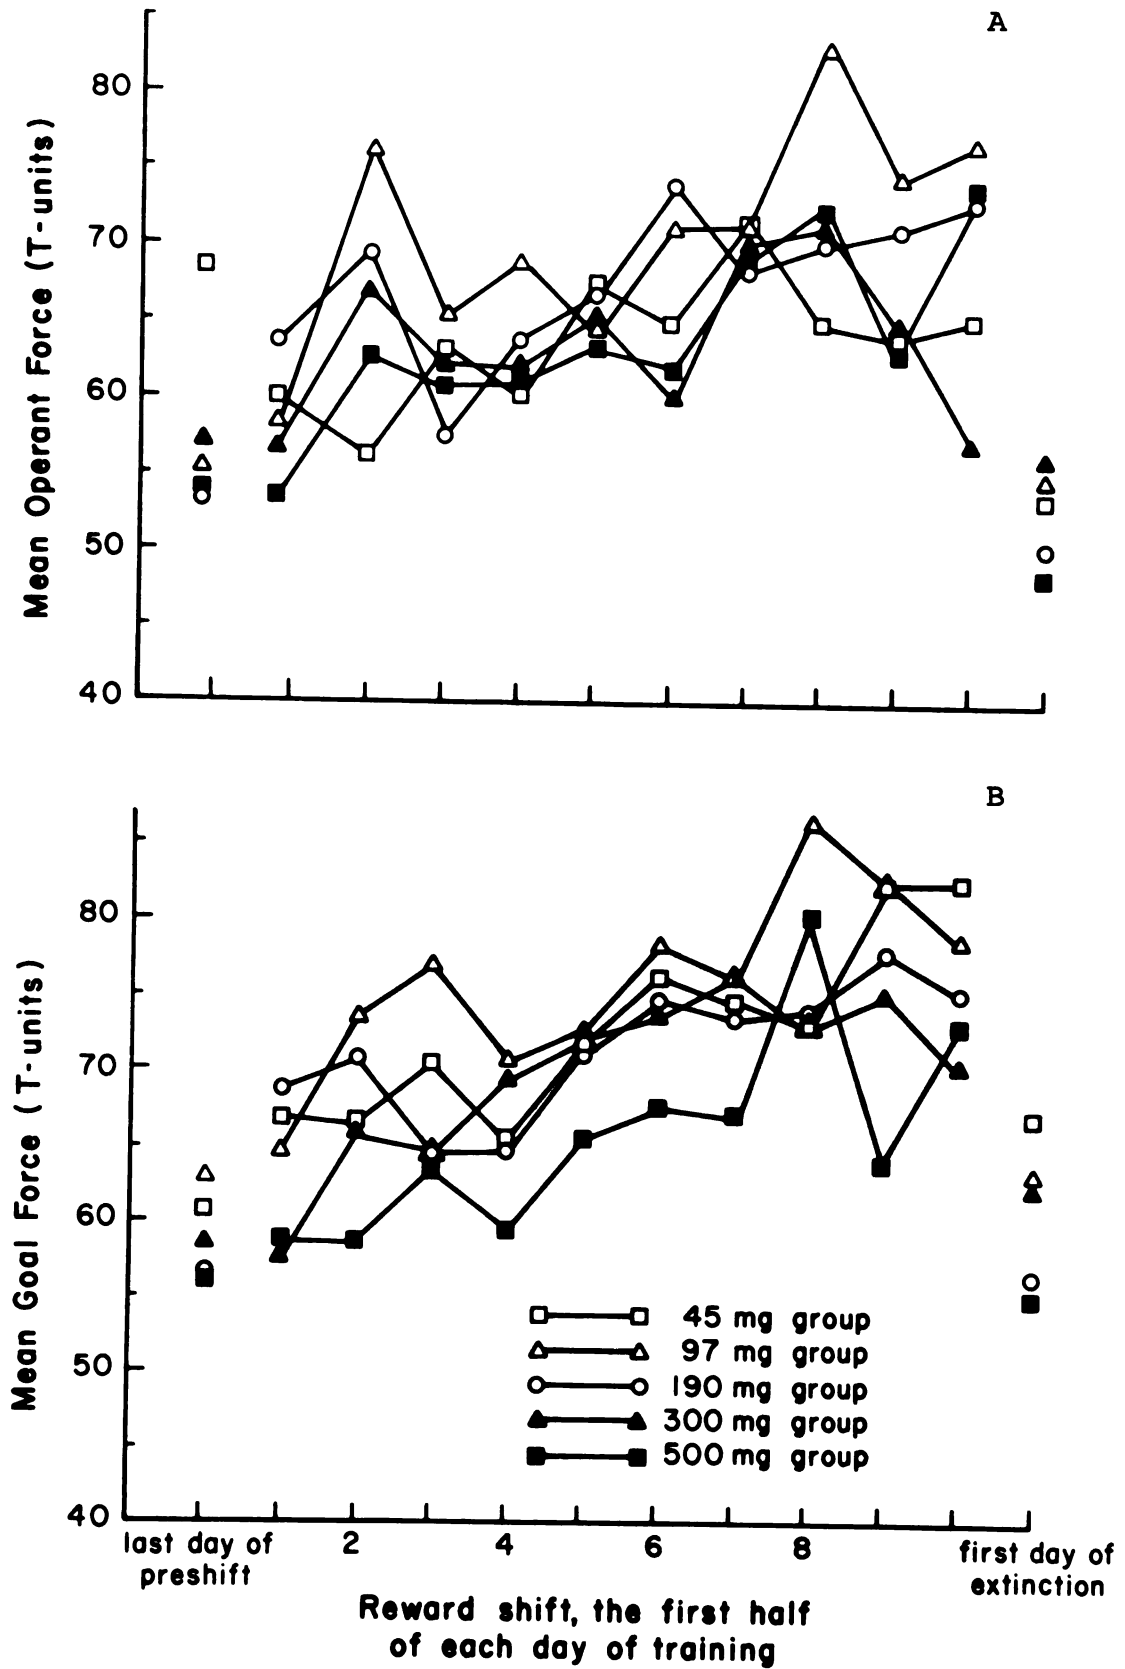 A
80
70
60
50
40
Mean Operant Force (T-units)
B
80
70
60
50
40
Mean Goal Force (T-units)
45 mg group
97 mg group
190 mg group
300 mg group
500 mg group
last day of
preshift
2
4
6
8
first day of
extinction
Reward shift, the first half
of each day of training